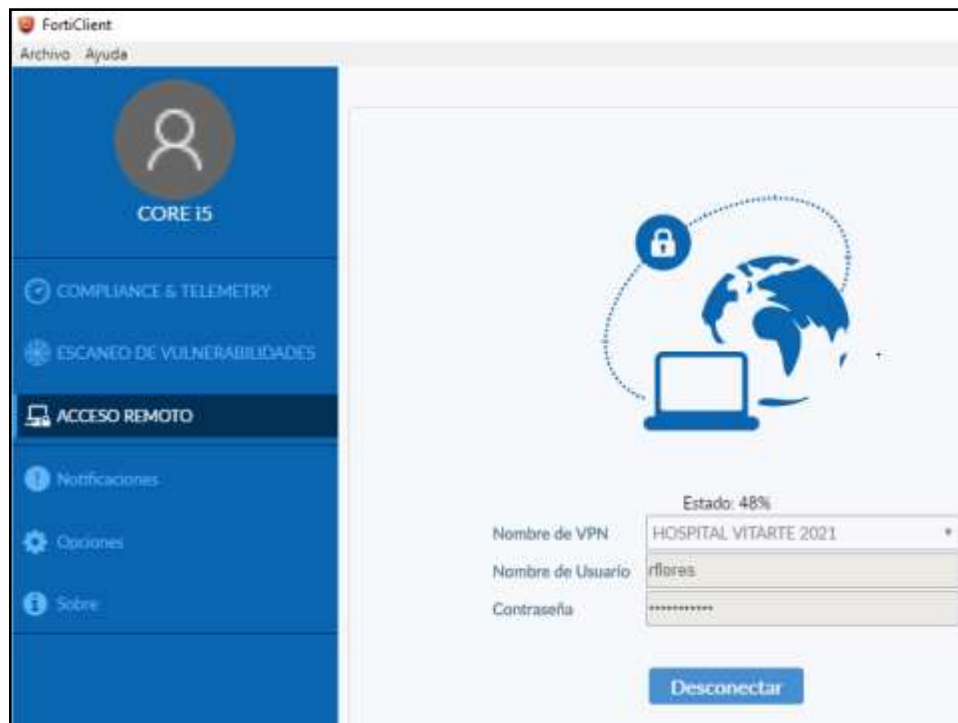 FortiClient
Archivo Ayuda
CORE i5
COMPLIANCE & TELEMETRY
ESCANEO DE VULNERABILIDADES
ACCESO REMOTO
Notificaciones
Opciones
Sobre
Estado: 48%
Nombre de VPN HOSPITAL VITARTE 2021
Nombre de Usuario rflores
Contraseña •••••••••••
Desconectar